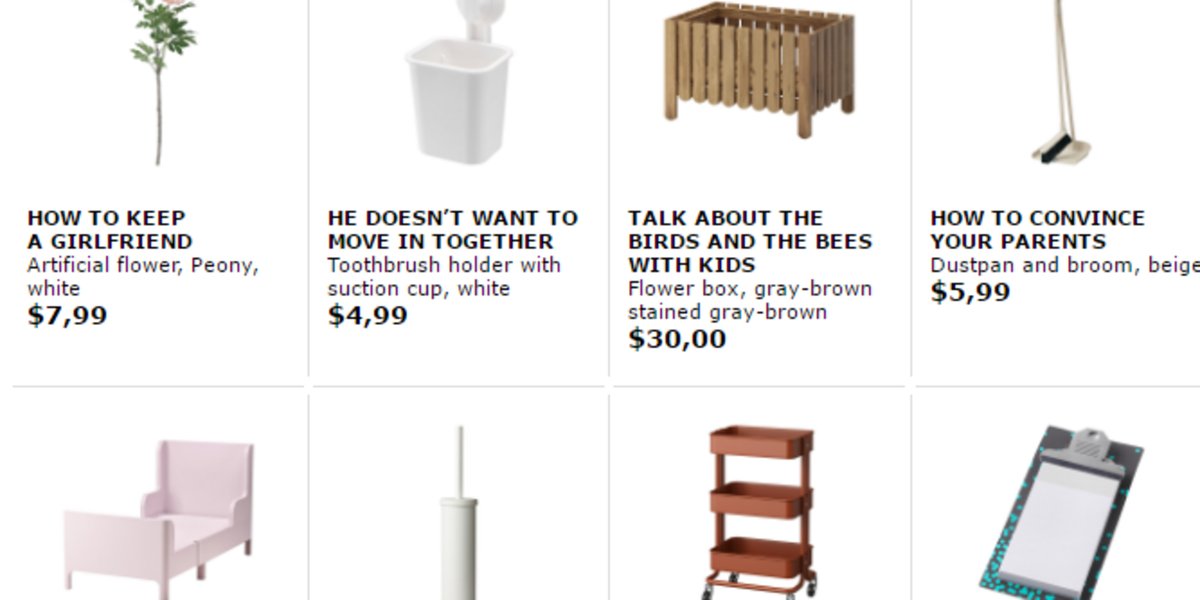 HOW TO KEEP
A GIRLFRIEND
Artificial flower, Peony,
white
$7,99
HE DOESN’T WANT TO
MOVE IN TOGETHER
Toothbrush holder with
suction cup, white
$4,99
TALK ABOUT THE
BIRDS AND THE BEES
WITH KIDS
Flower box, gray-brown
stained gray-brown
$30,00
HOW TO CONVINCE
YOUR PARENTS
Dustpan and broom, beige
$5,99